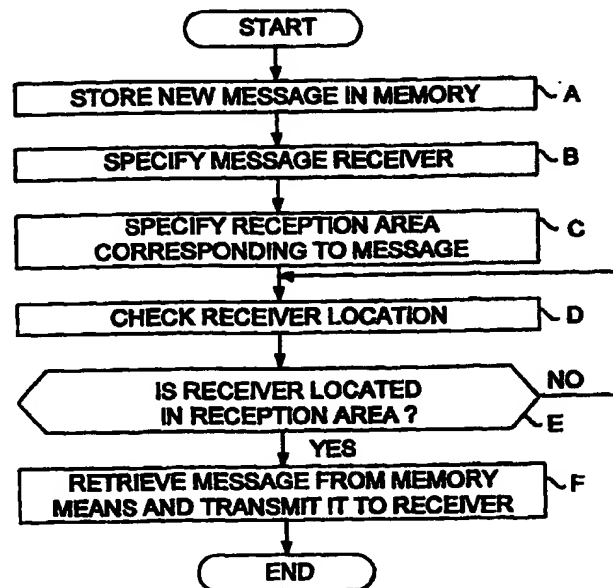 START
STORE NEW MESSAGE IN MEMORY
A
SPECIFY MESSAGE RECEIVER
B
SPECIFY RECEPTION AREA
CORRESPONDING TO MESSAGE
C
CHECK RECEIVER LOCATION
D
IS RECEIVER LOCATED
IN RECEPTION AREA ?
NO
E
YES
RETRIEVE MESSAGE FROM MEMORY
MEANS AND TRANSMIT IT TO RECEIVER
F
END